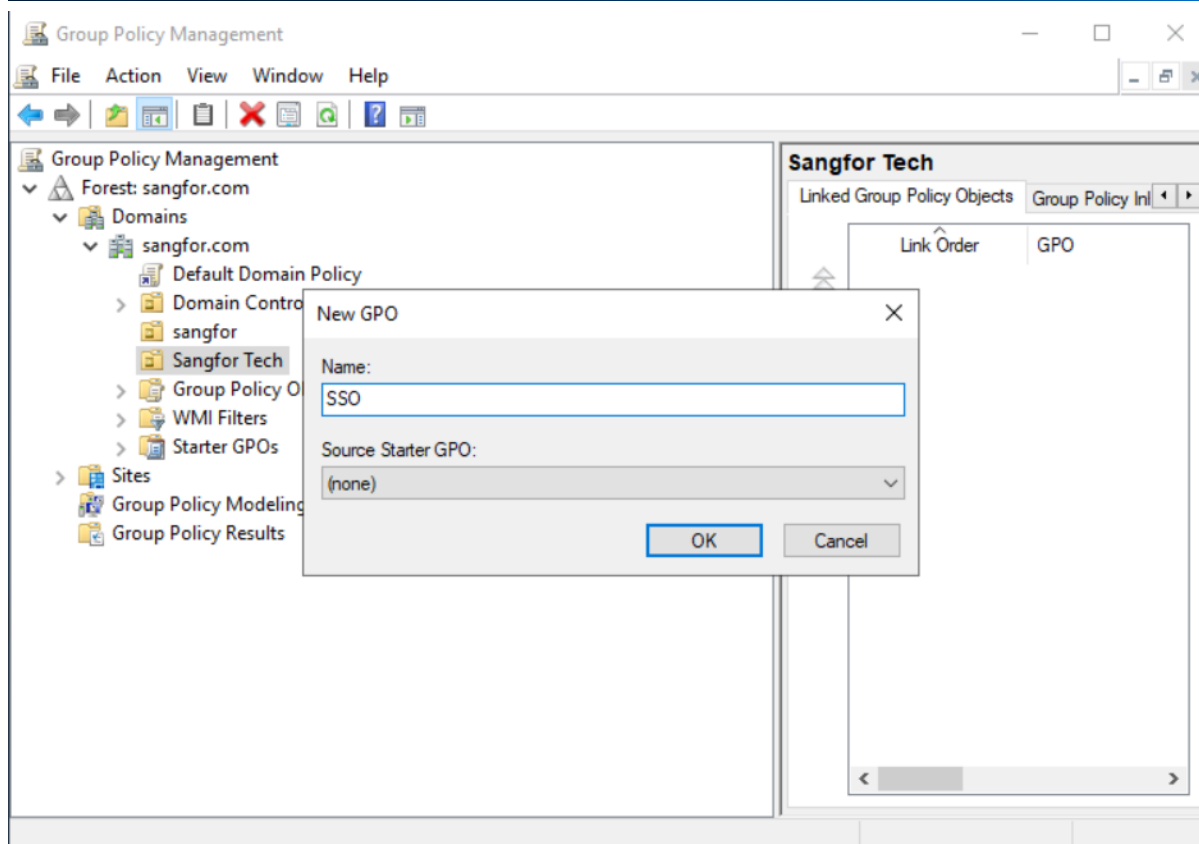 Group Policy Management
File Action View Window Help
Group Policy Management
Forest: sangfor.com
Domains
sangfor.com
Default Domain Policy
Domain Contro
sangfor
Sangfor Tech
Group Policy O
WMI Filters
Starter GPOs
Sites
Group Policy Modeling
Group Policy Results
Sangfor Tech
Linked Group Policy Objects Group Policy Inl
Link Order GPO
New GPO
Name:
SSO
Source Starter GPO:
(none)
OK Cancel